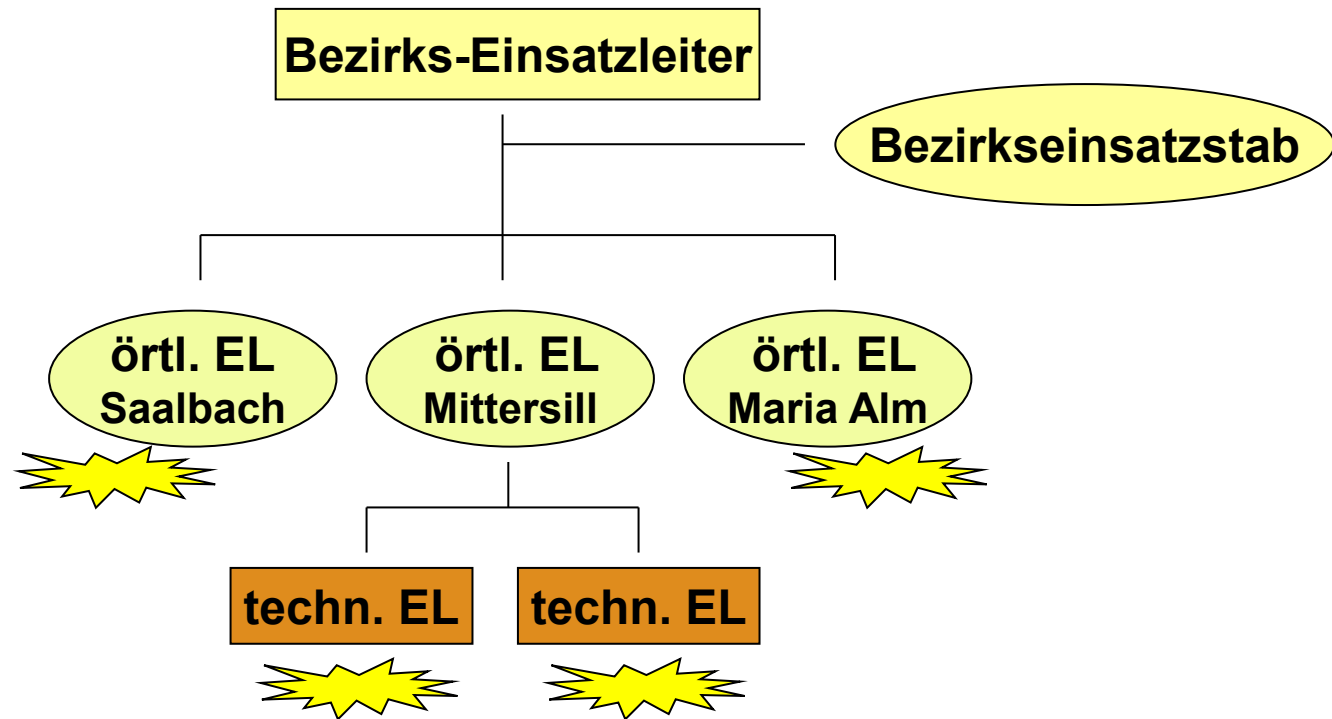 Bezirks-Einsatzleiter
Bezirkseinsatzstab
örtl. EL
Saalbach
örtl. EL
Mittersill
örtl. EL
Maria Alm
techn. EL
techn. EL